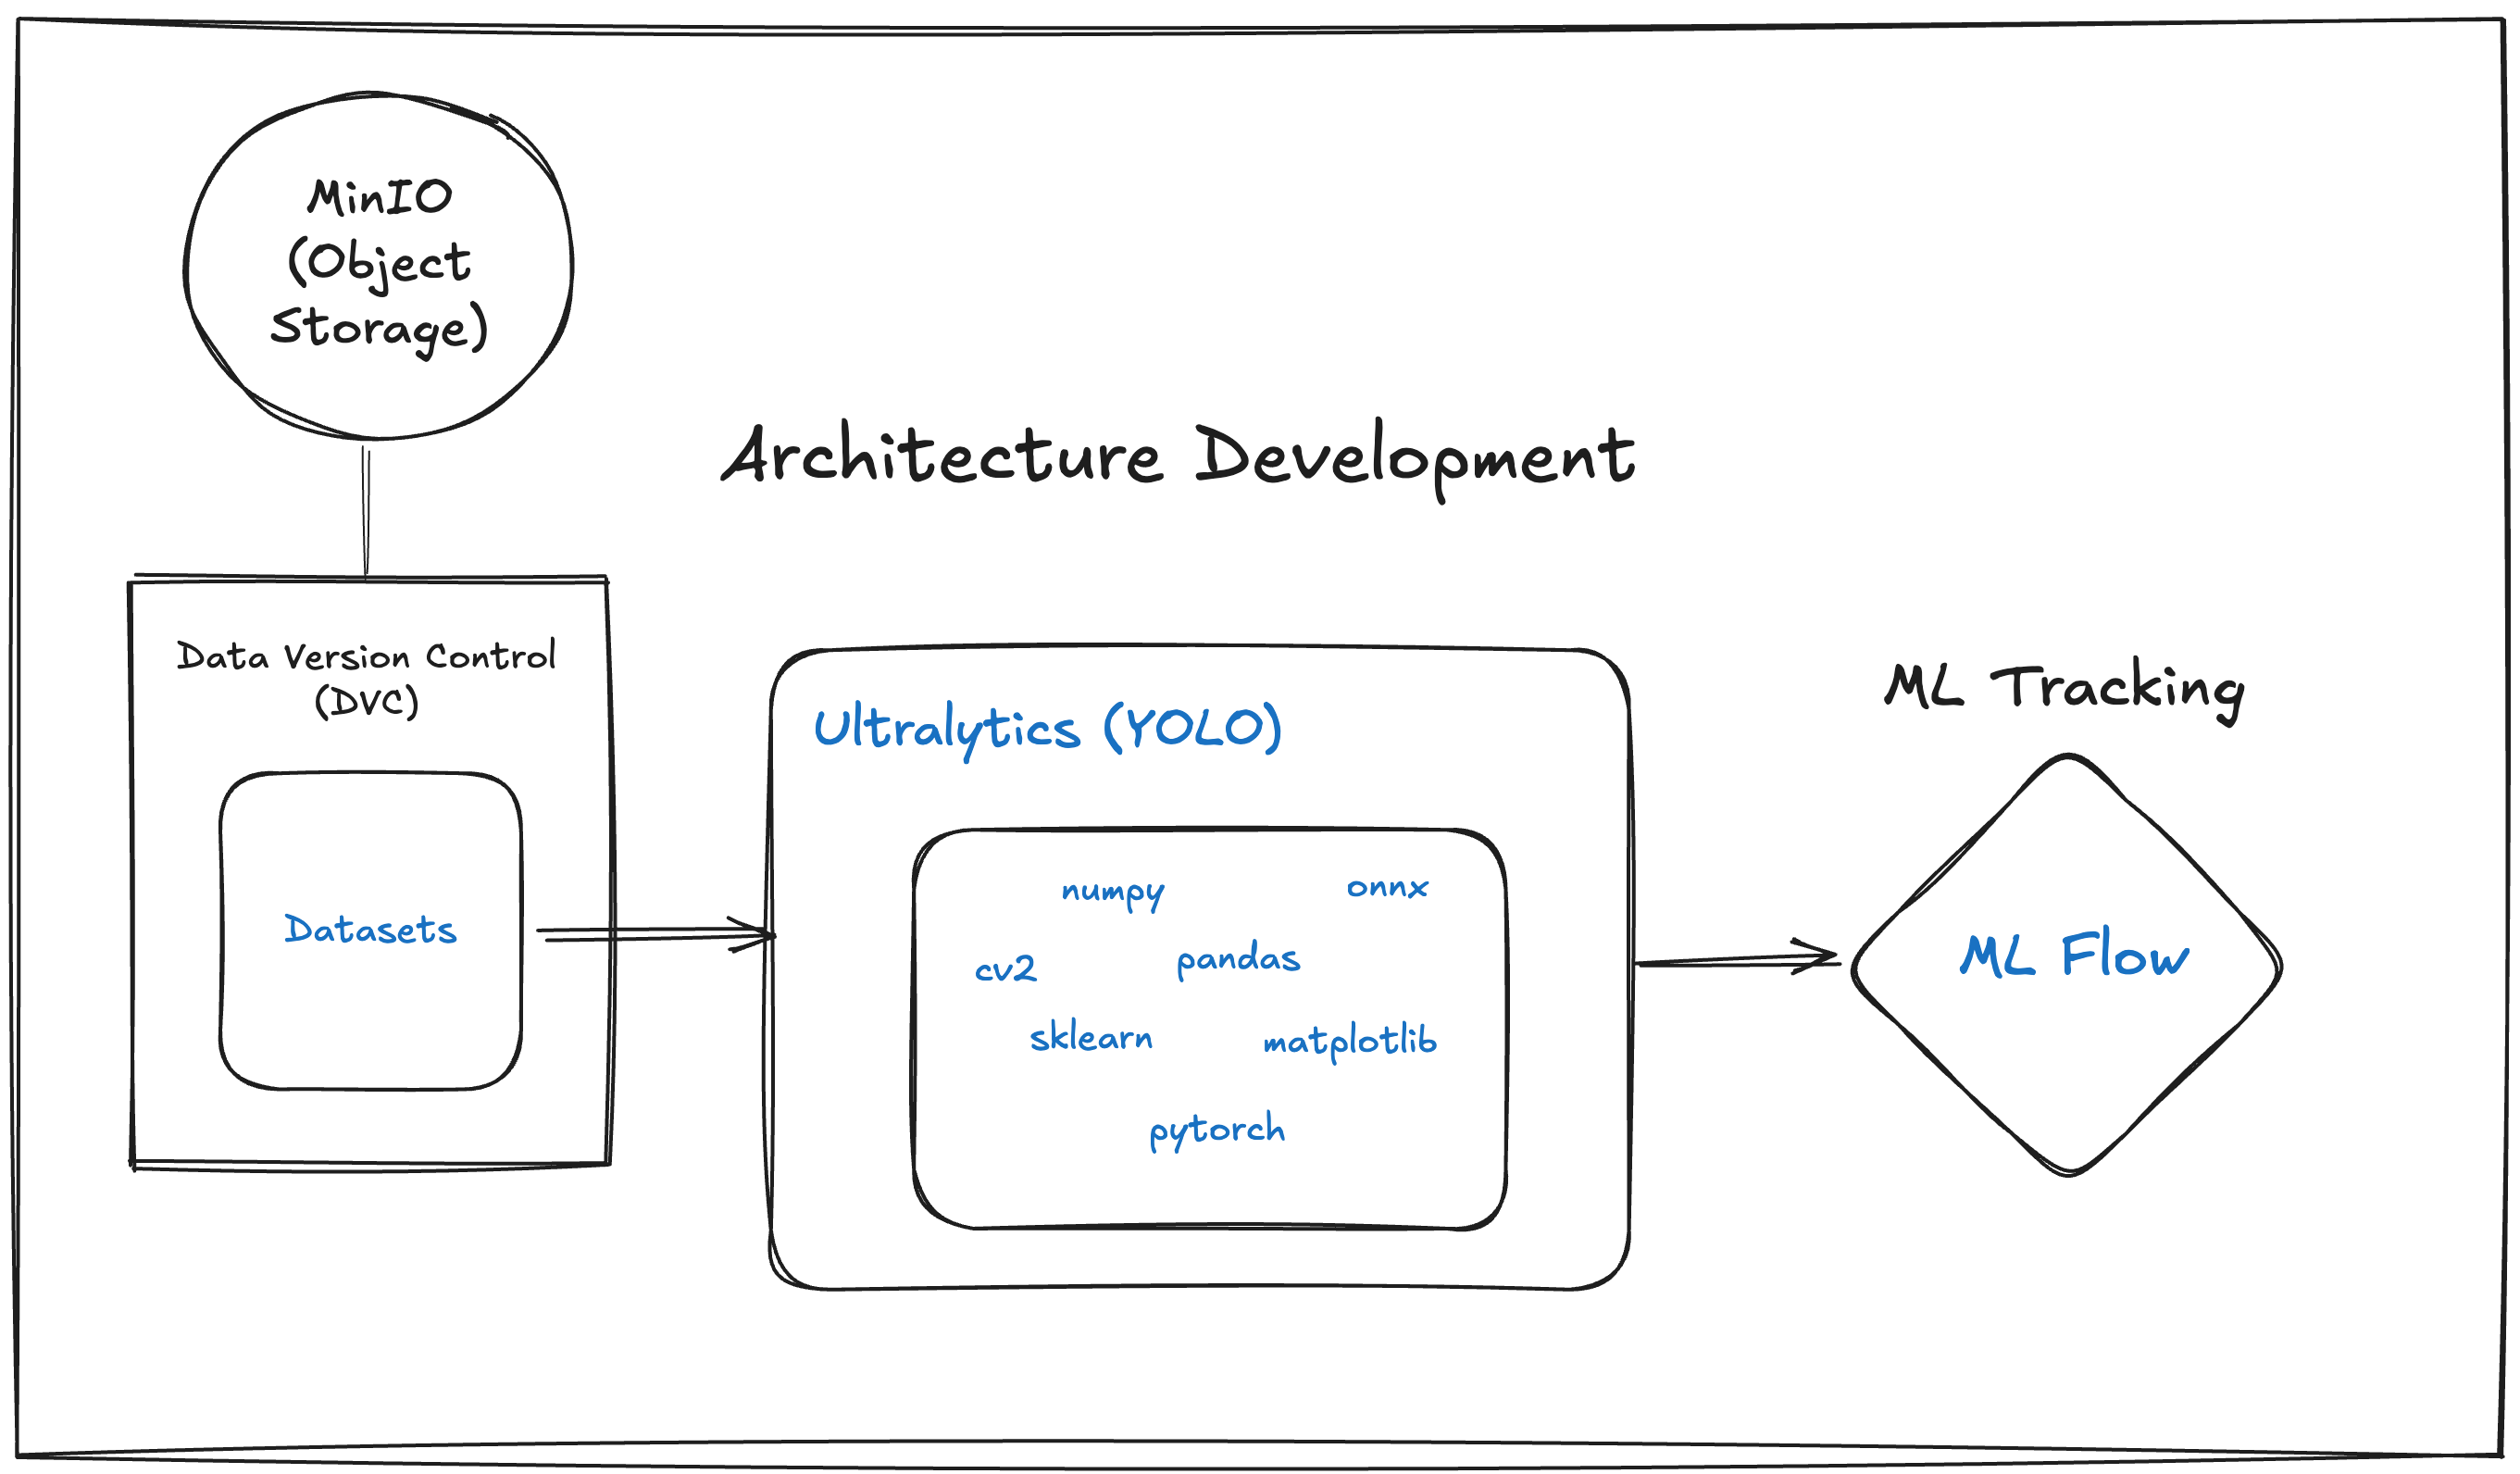 MinIO
(Object
Storage)
Architecture Development
Data Version Control
(DVC)
Datasets
Ultralytics (YOLO)
numpy
onnx
cv2
pandas
sklearn
matplotlib
pytorch
ML Tracking
ML Flow